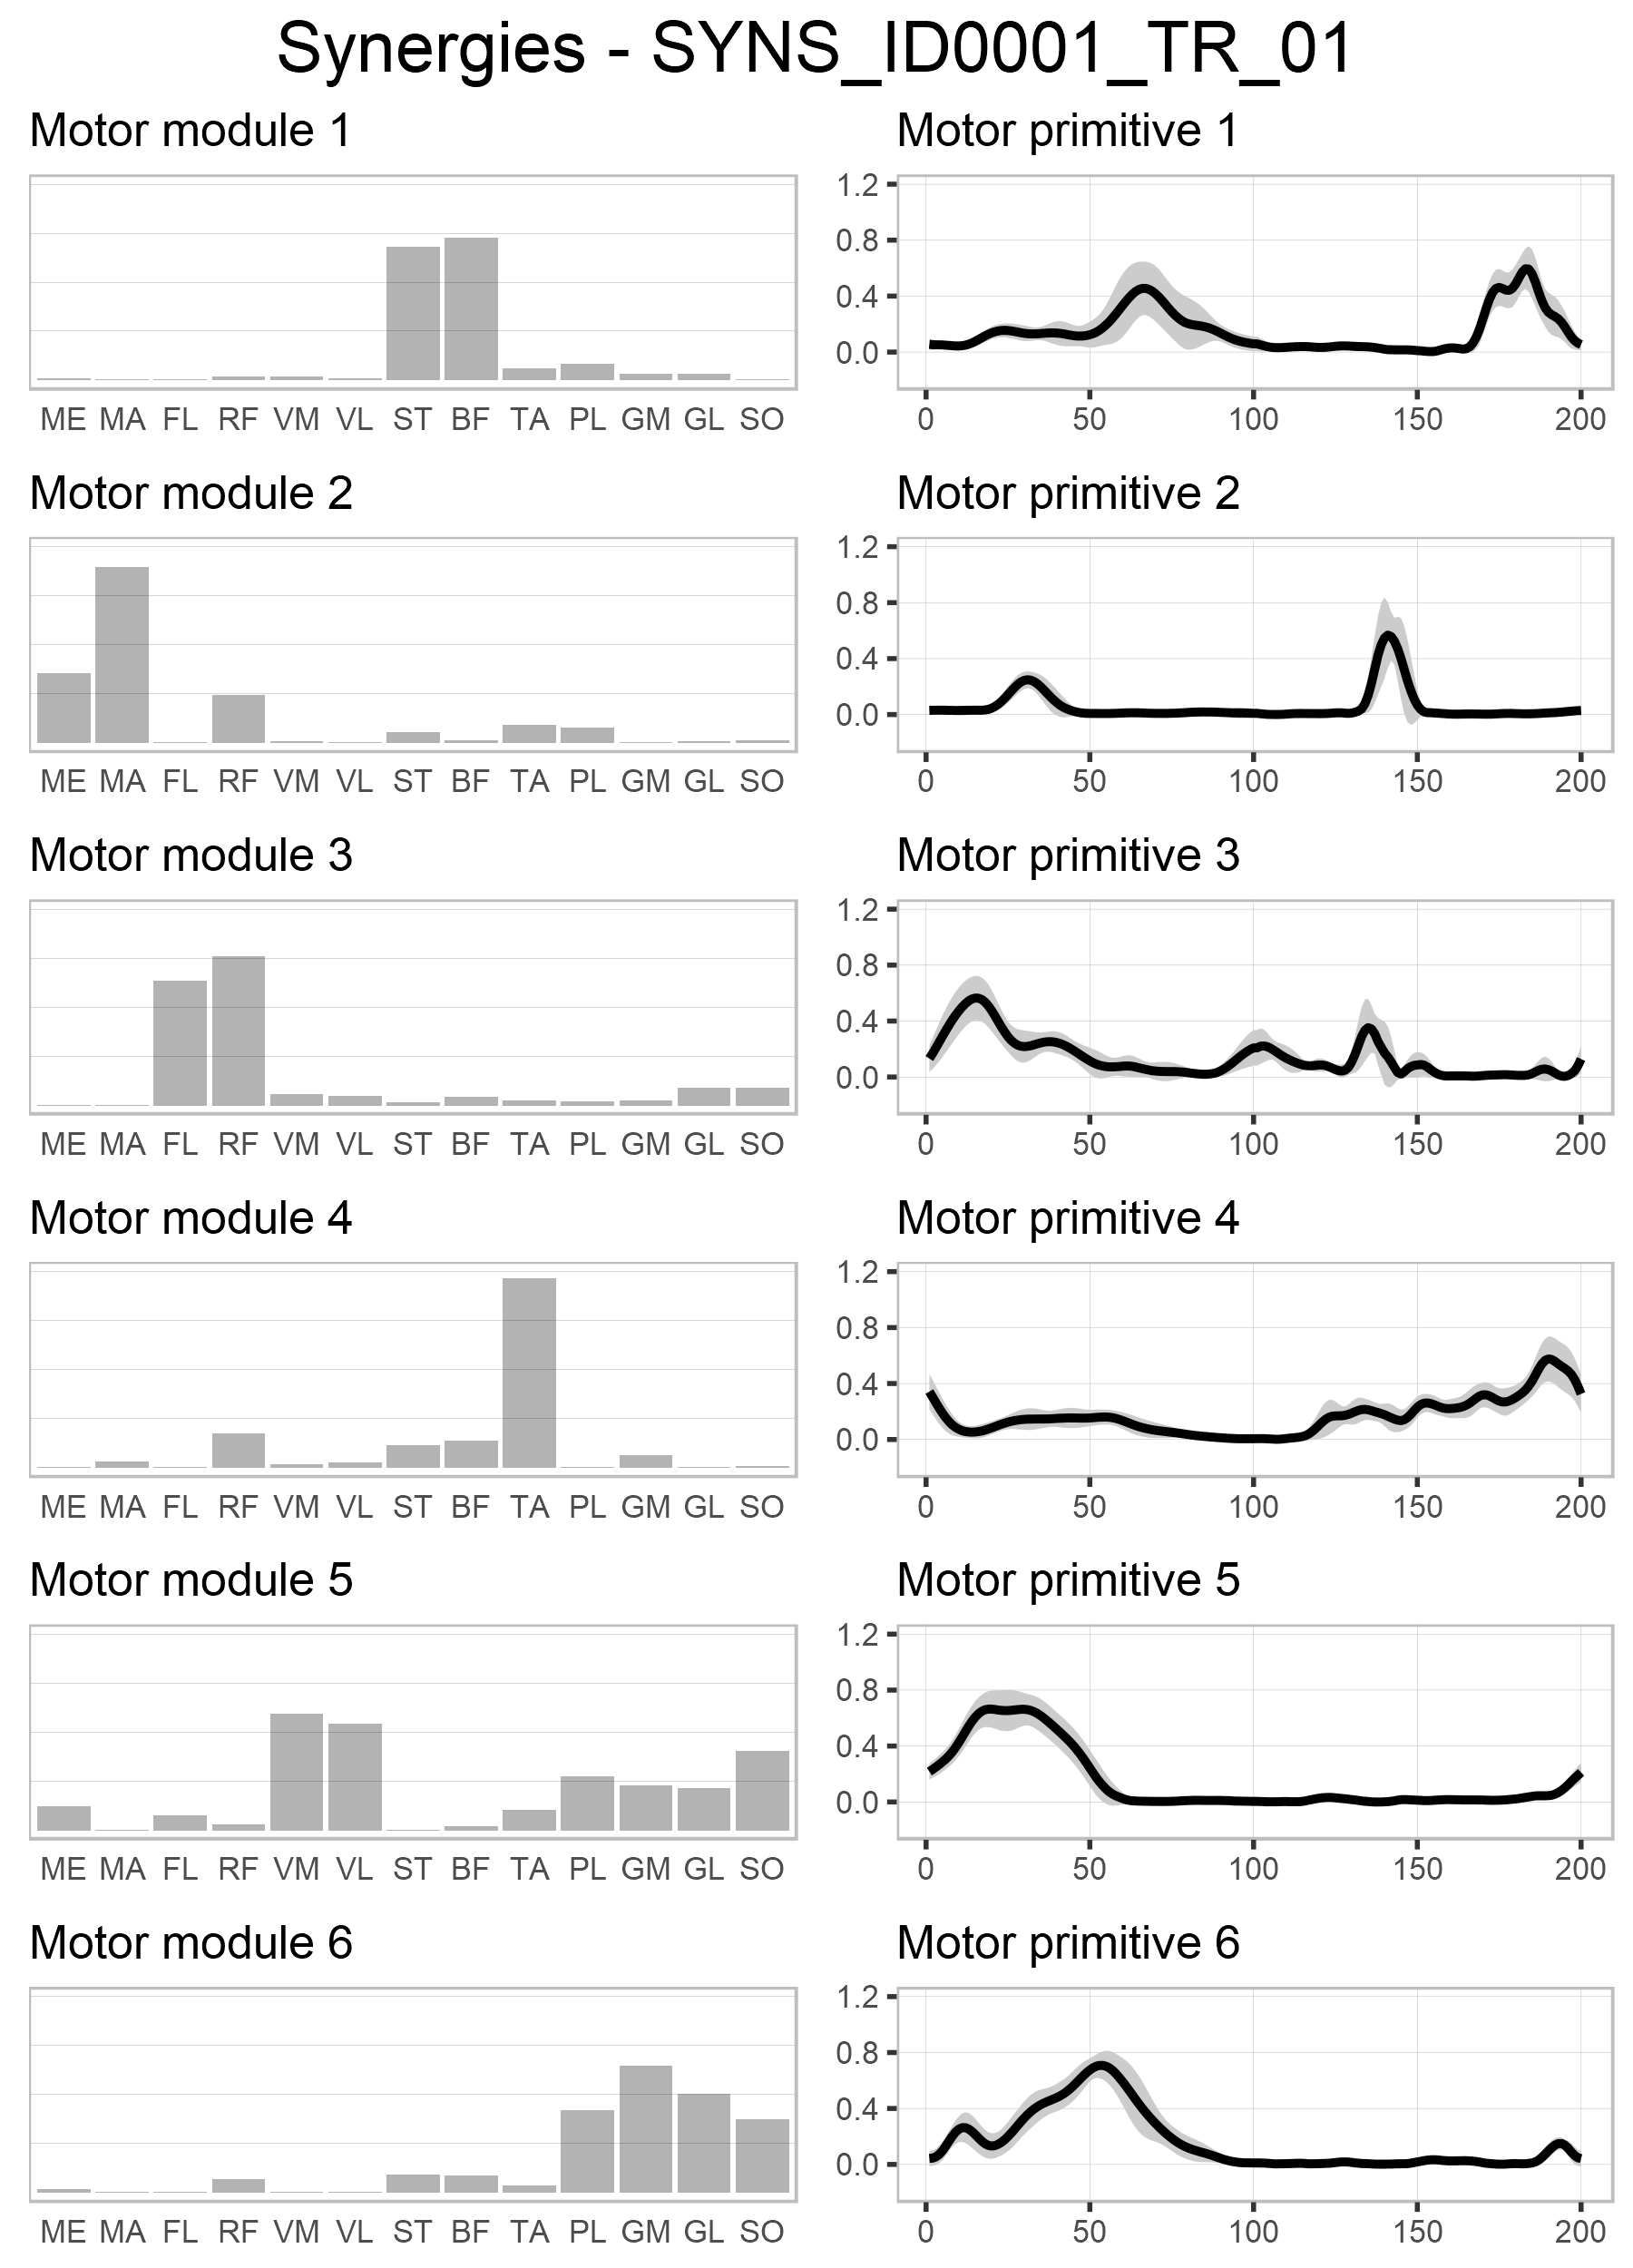 Synergies - SYNS_ID0001_TR_01
Motor module 1
Motor primitive 1
1.2
0.8
0.4
0.0
ME MA FL RF VM VL ST BF TA PL GM GL SO
0 50 100 150 200
Motor module 2
Motor primitive 2
1.2
0.8
0.4
0.0
ME MA FL RF VM VL ST BF TA PL GM GL SO
0 50 100 150 200
Motor module 3
Motor primitive 3
1.2
0.8
0.4
0.0
ME MA FL RF VM VL ST BF TA PL GM GL SO
0 50 100 150 200
Motor module 4
Motor primitive 4
1.2
0.8
0.4
0.0
ME MA FL RF VM VL ST BF TA PL GM GL SO
0 50 100 150 200
Motor module 5
Motor primitive 5
1.2
0.8
0.4
0.0
ME MA FL RF VM VL ST BF TA PL GM GL SO
0 50 100 150 200
Motor module 6
Motor primitive 6
1.2
0.8
0.4
0.0
ME MA FL RF VM VL ST BF TA PL GM GL SO
0 50 100 150 200